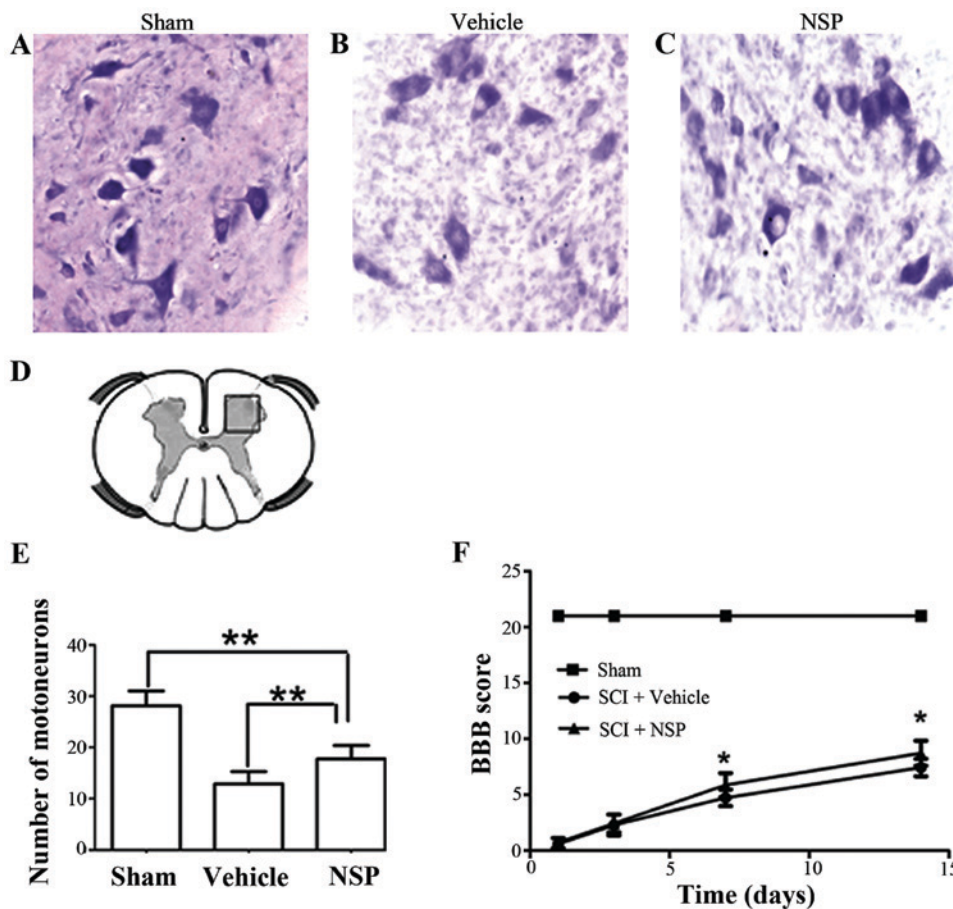 Sham
Vehicle
NSP
A
B
C
D
E
Number of motoneurons
40
30
20
10
0
**
**
Sham
Vehicle
NSP
F
BBB score
25
20
15
10
5
0
Sham
SCI + Vehicle
SCI + NSP
*
*
0
5
10
15
Time (days)